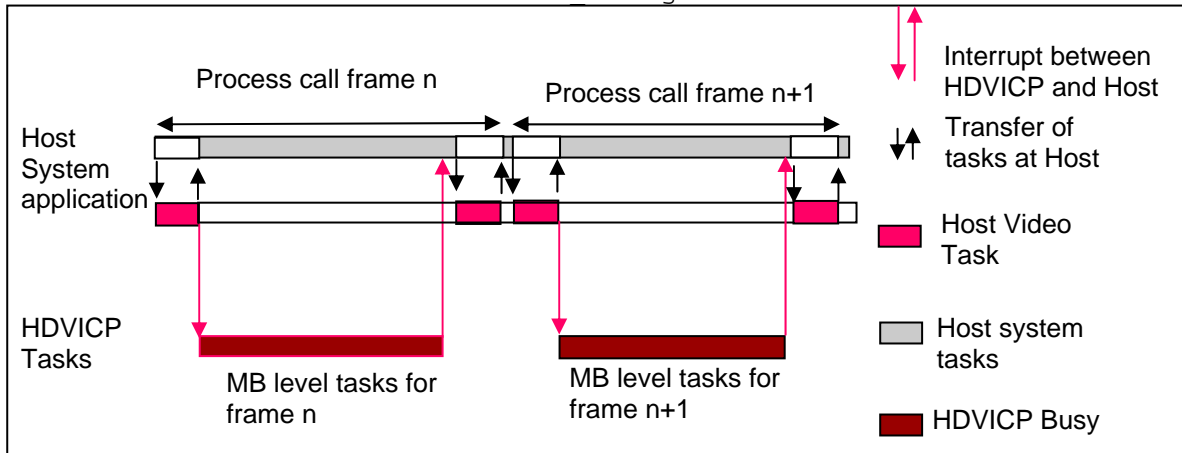 Process call frame n
Process call frame n+1
Host
System
application
HDVICP
Tasks
MB level tasks for
frame n
MB level tasks for
frame n+1
Interrupt between
HDVICP and Host
Transfer of
tasks at Host
Host Video
Task
Host system
tasks
HDVICP Busy